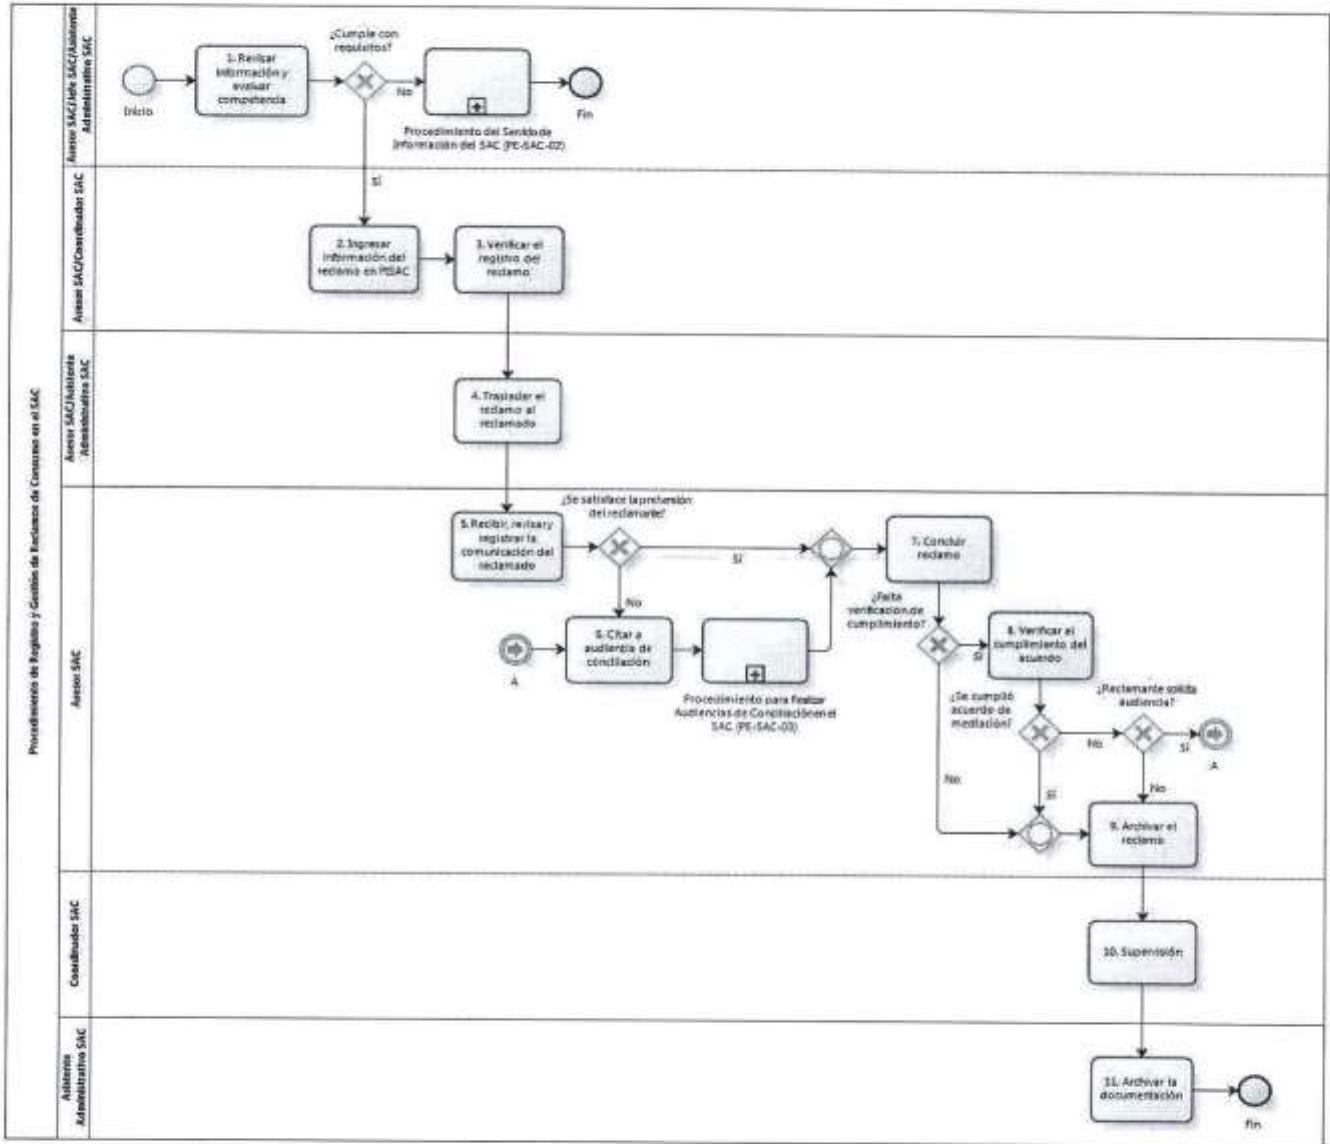 Procedimiento de Registro y Gestión de Reclamos de Consumo en el SAC
Asesor SAC/Jefe SAC/Asistente
Administrativo SAC
Inicio
1. Revisar
información y
evaluar
competencia
¿Cumple con
requisitos?
No
Procedimiento del Servicio de
Información del SAC (PE-SAC-02)
Fin
Sí
Asesor SAC/Coordinador SAC
2. Ingresar
información del
reclamo en
3. Verificar el
registro del
reclamo
Asesor SAC/Asistente
Administrativo SAC
4. Trasladar el
reclamo al
reclamado
Asesor SAC
5. Recibir, revisar y
registrar la
comunicación del
reclamado
¿Se satisface la pretensión
del reclamante?
Sí
No
7. Concluir
reclamo
A
6. Citar a
audiencia de
conciliación
Procedimiento para Realizar
Audiencias de Conciliación en el
SAC (PE-SAC-03)
¿Falta
verificación de
cumplimiento?
Sí
No
8. Verificar el
cumplimiento del
acuerdo
¿Se cumplió
acuerdo de
mediación?
No
Sí
¿Reclamante solicita
audiencia?
Sí
A
No
9. Archivar el
reclamo
Coordinador SAC
10. Supervisión
Asistente
Administrativo SAC
11. Archivar la
documentación
Fin